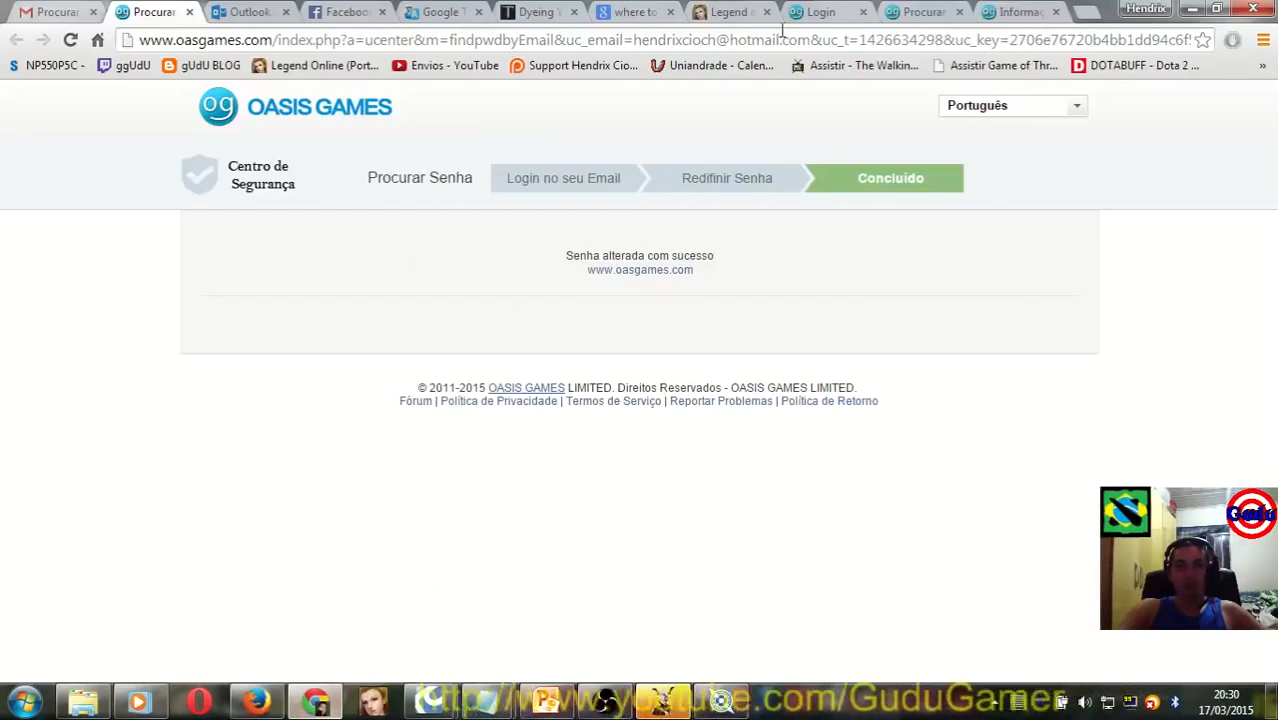 Procurar
Procurar
Outlook.
Facebook
Google T
Dyeing
where to
Legend o
Login
Procurar
Informaç
Hendrix
www.oasgames.com/index.php?a=ucenter&m=findpwdbyEmail&uc_email=hendrixcioch@hotmail.com&uc_t=1426634298&uc_key=2706e76720b4bb1dd94c6f
NP550P5C -
ggUdU
gUdU BLOG
Legend Online (Port...
Envios - YouTube
Support Hendrix Cio...
Uniandrade - Calen...
Assistir - The Walkin...
Assistir Game of Thr...
DOTABUFF - Dota 2 ...
»
og OASIS GAMES
Português
Centro de
Segurança
Procurar Senha
Login no seu Email
Redifinir Senha
Concluído
Senha alterada com sucesso
www.oasgames.com
© 2011-2015 OASIS GAMES LIMITED. Direitos Reservados - OASIS GAMES LIMITED.
Fórum | Política de Privacidade | Termos de Serviço | Reportar Problemas | Política de Retorno
Gudu
http://www.youtube.com/GuduGamer
20:30
17/03/2015